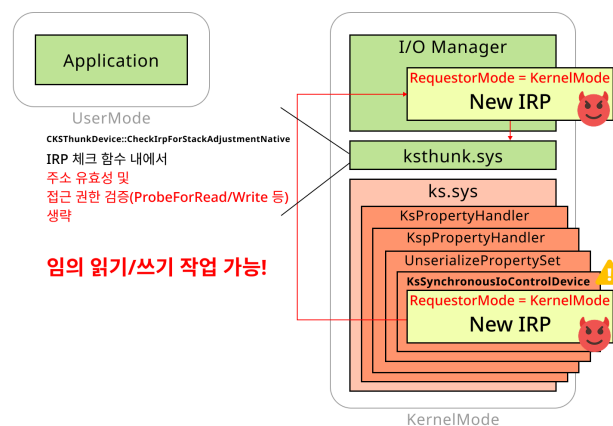 Application
UserMode
CKSThunkDevice::CheckIrpForStackAdjustmentNative
IRP 체크 함수 내에서
주소 유효성 및
접근 권한 검증(ProbeForRead/Write 등)
생략
임의 읽기/쓰기 작업 가능!
I/O Manager
RequestorMode = KernelMode
New IRP
ksthunk.sys
ks.sys
KsPropertyHandler
KspPropertyHandler
UnserializePropertySet
KsSynchronousIoControlDevice
RequestorMode = KernelMode
New IRP
KernelMode